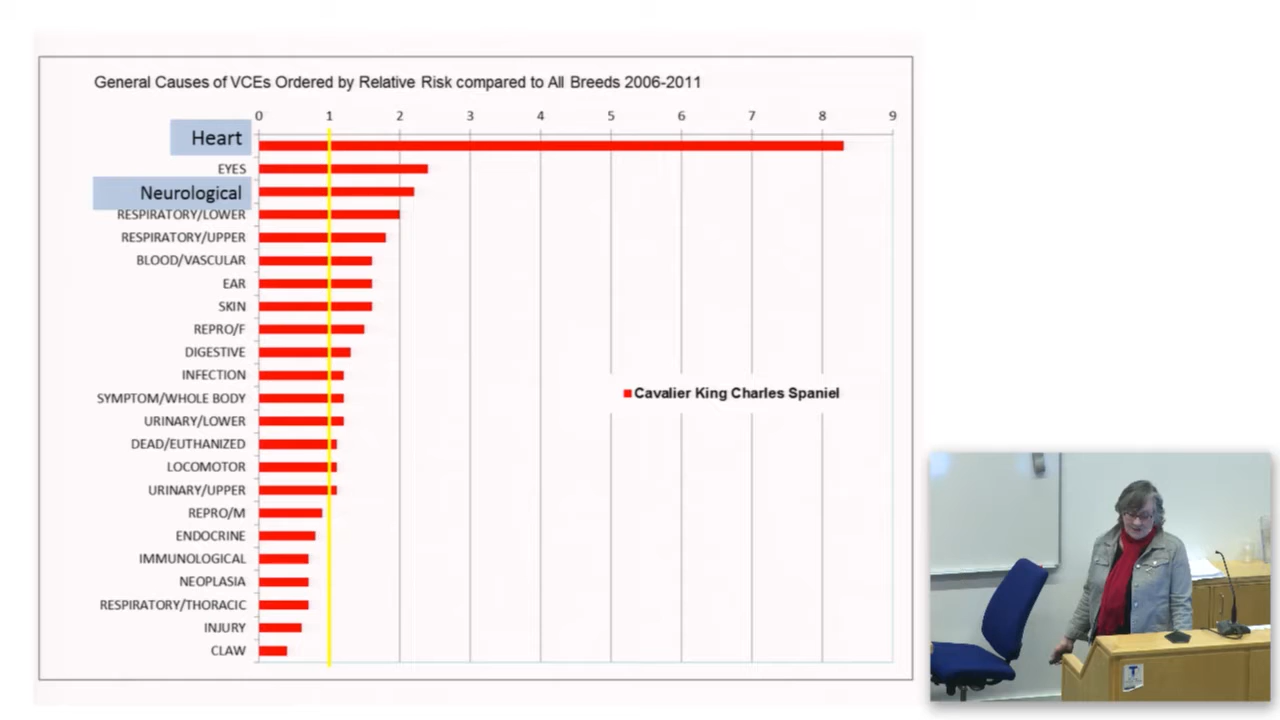 General Causes of VCEs Ordered by Relative Risk compared to All Breeds 2006-2011
0 1 2 3 4 5 6 7 8 9
Heart
EYES
Neurological
RESPIRATORY/LOWER
RESPIRATORY/UPPER
BLOOD/VASCULAR
EAR
SKIN
REPRO/F
DIGESTIVE
INFECTION
SYMPTOM/WHOLE BODY
URINARY/LOWER
DEAD/EUTHANIZED
LOCOMOTOR
URINARY/UPPER
REPRO/M
ENDOCRINE
IMMUNOLOGICAL
NEOPLASIA
RESPIRATORY/THORACIC
INJURY
CLAW
Cavalier King Charles Spaniel
T